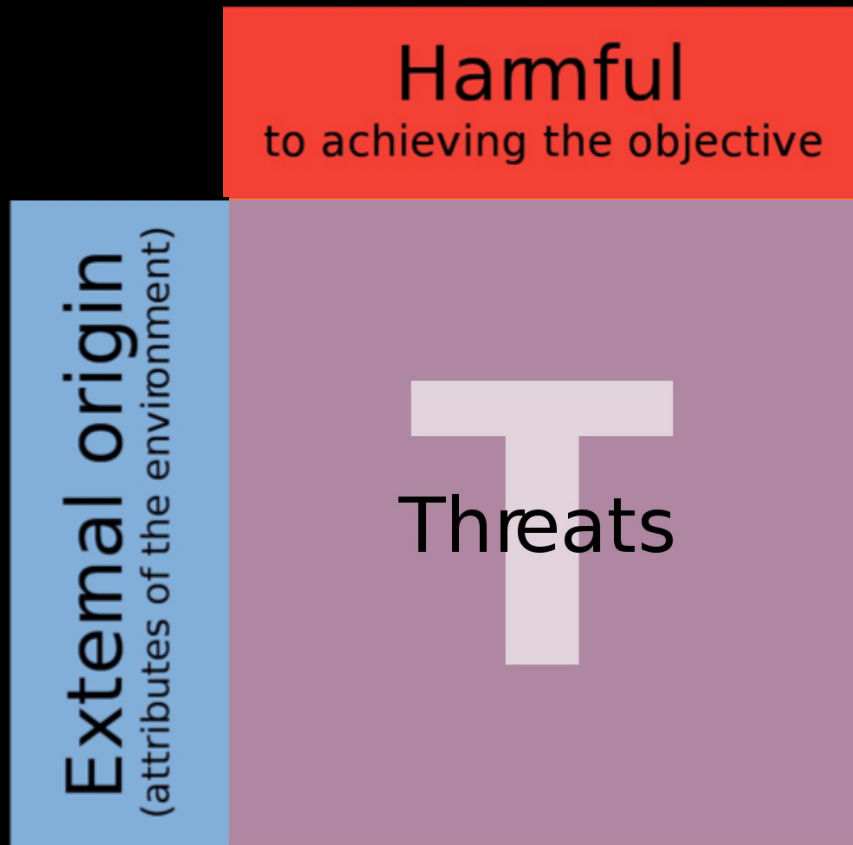 Harmful
to achieving the objective
External origin
(attributes of the environment)
T
Threats